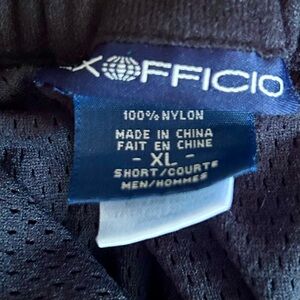 XOFFICIO
100% NYLON
MADE IN CHINA
FAIT EN CHINE
- XL -
SHORT/COURTE
MEN/HOMMES